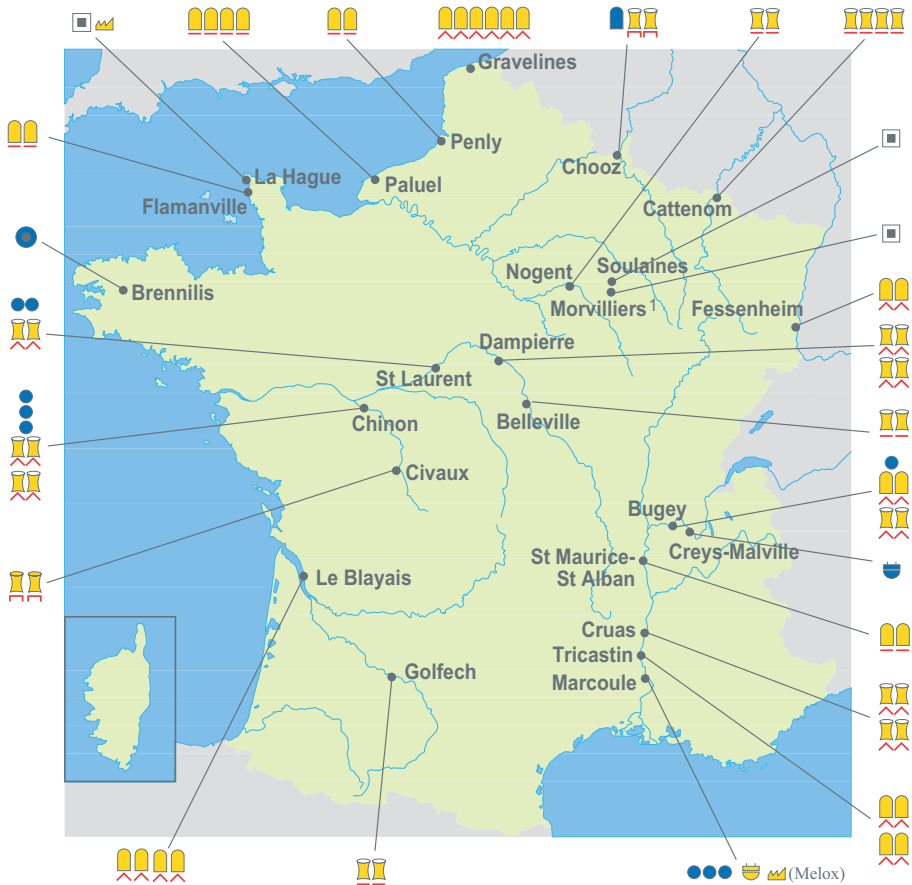 Gravelines
Penly
Chooz
La Hague
Paluel
Flamanville
Cattenom
Nogent
Soulaines
Brennilis
Morvilliers 1
Fessenheim
Dampierre
St Laurent
Chinon
Belleville
Civaux
Bugey
Creys-Malville
St Maurice-
St Alban
Le Blayais
Cruas
Tricastin
Golfech
Marcoule
(Melox)